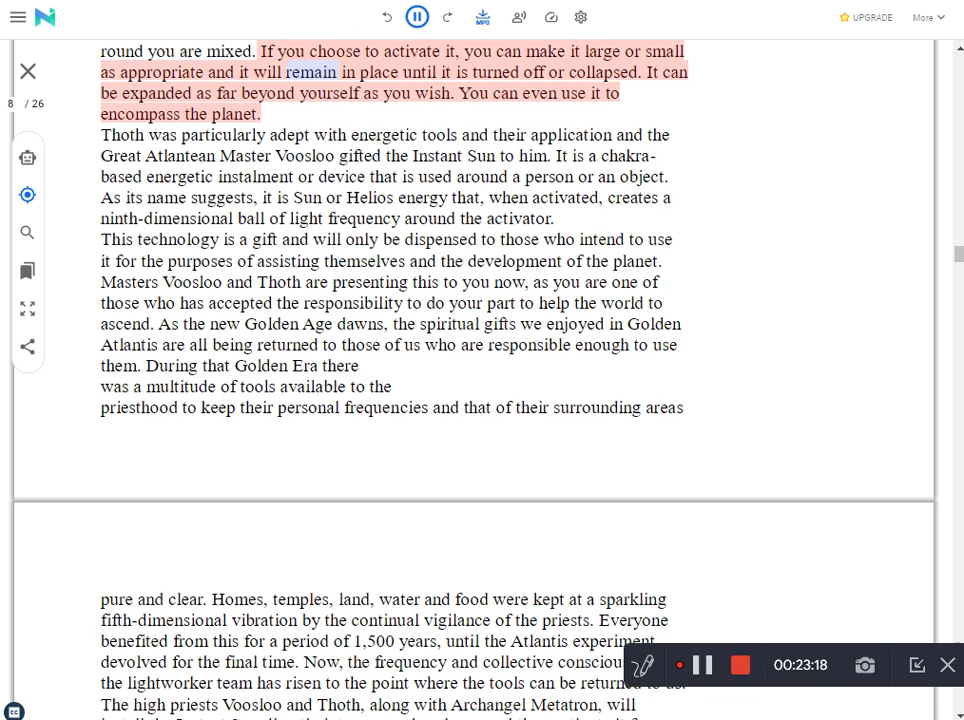 UPGRADE
More
MP3
8 / 26
round you are mixed. If you choose to activate it, you can make it large or small
as appropriate and it will remain in place until it is turned off or collapsed. It can
be expanded as far beyond yourself as you wish. You can even use it to
encompass the planet.
Thoth was particularly adept with energetic tools and their application and the
Great Atlantean Master Voosloo gifted the Instant Sun to him. It is a chakra-
based energetic instalment or device that is used around a person or an object.
As its name suggests, it is Sun or Helios energy that, when activated, creates a
ninth-dimensional ball of light frequency around the activator.
This technology is a gift and will only be dispensed to those who intend to use
it for the purposes of assisting themselves and the development of the planet.
Masters Voosloo and Thoth are presenting this to you now, as you are one of
those who has accepted the responsibility to do your part to help the world to
ascend. As the new Golden Age dawns, the spiritual gifts we enjoyed in Golden
Atlantis are all being returned to those of us who are responsible enough to use
them. During that Golden Era there
was a multitude of tools available to the
priesthood to keep their personal frequencies and that of their surrounding areas
pure and clear. Homes, temples, land, water and food were kept at a sparkling
fifth-dimensional vibration by the continual vigilance of the priests. Everyone
benefited from this for a period of 1,500 years, until the Atlantis experiment
devolved for the final time. Now, the frequency and collective consciou
the lightworker team has risen to the point where the tools can be returned to us.
The high priests Voosloo and Thoth, along with Archangel Metatron, will
00:23:18
CC